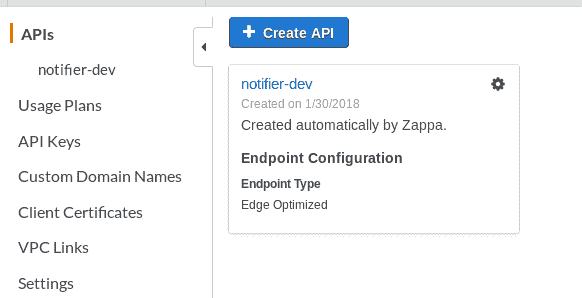 APIs
notifier-dev
Usage Plans
API Keys
Custom Domain Names
Client Certificates
VPC Links
Settings
+ Create API
notifier-dev
Created on 1/30/2018
Created automatically by Zappa.
Endpoint Configuration
Endpoint Type
Edge Optimized